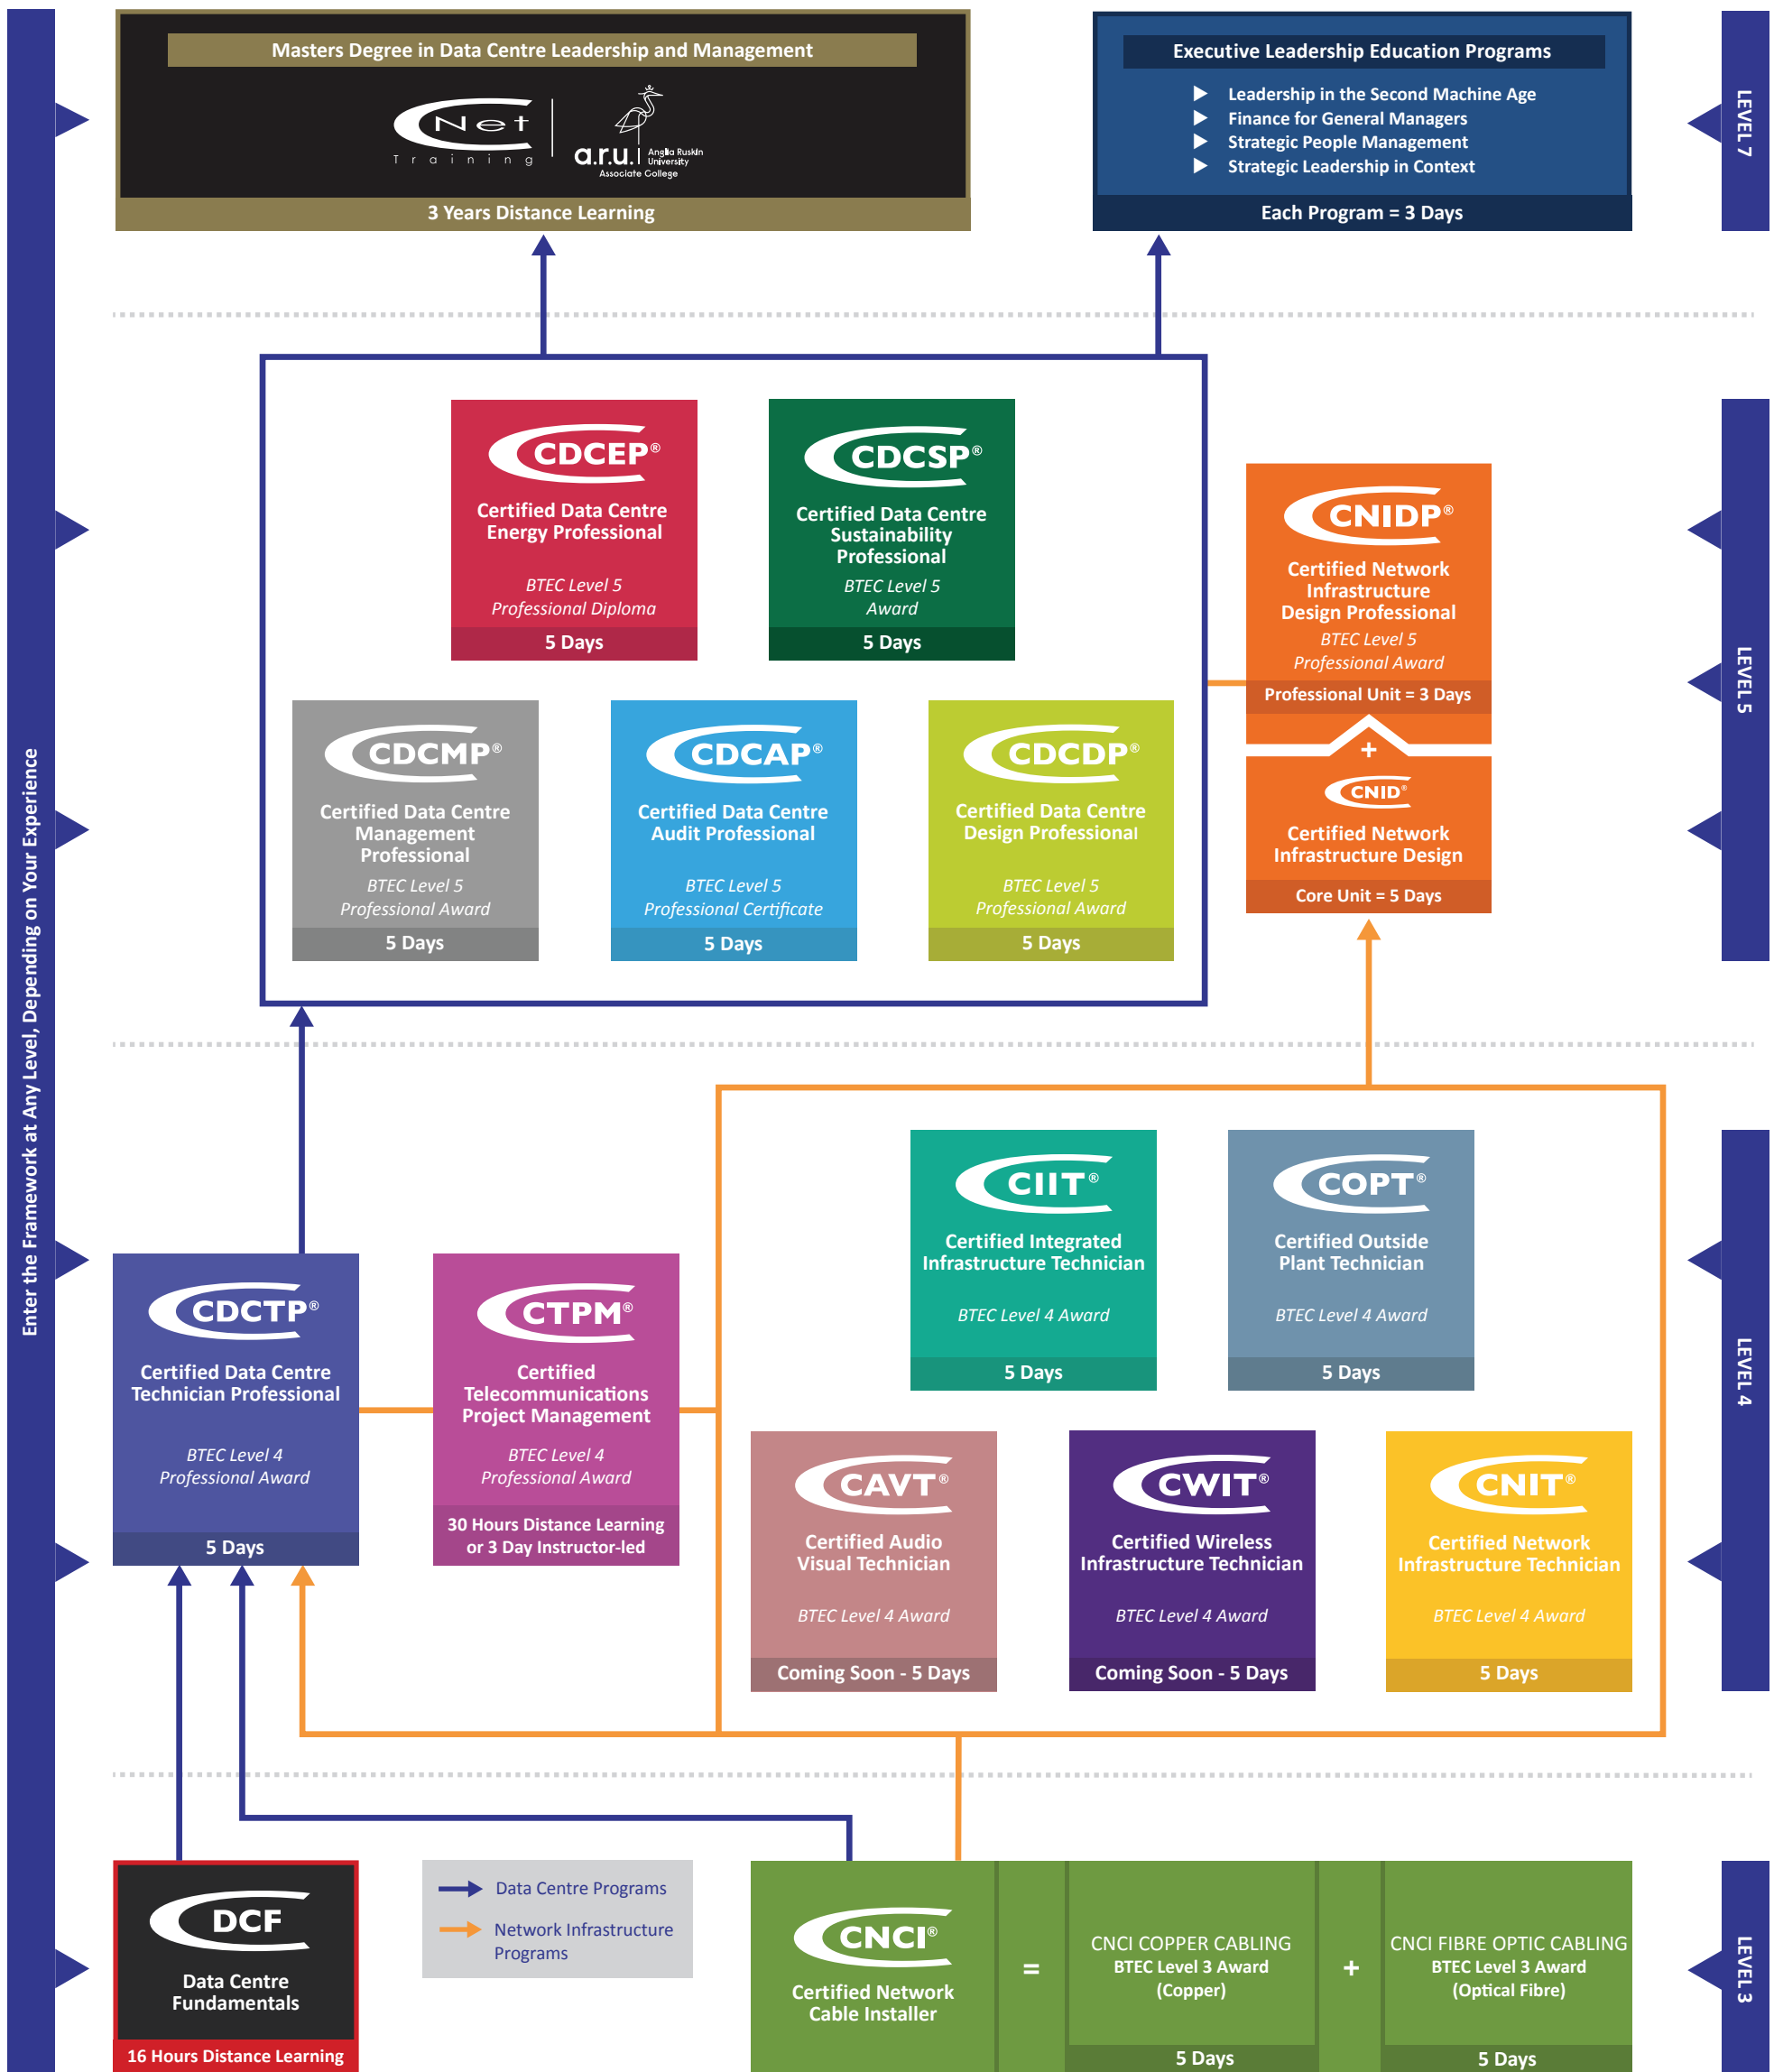 Enter the Framework at Any Level, Depending on Your Experience
Masters Degree in Data Centre Leadership and Management
CNet
Training
a.r.u.
Anglia Ruskin
University
Associate College
3 Years Distance Learning
Executive Leadership Education Programs
Leadership in the Second Machine Age
Finance for General Managers
Strategic People Management
Strategic Leadership in Context
Each Program = 3 Days
LEVEL 7
CDCEP®
Certified Data Centre
Energy Professional
BTEC Level 5
Professional Diploma
5 Days
CDCSP®
Certified Data Centre
Sustainability
Professional
BTEC Level 5
Award
5 Days
CNIDP®
Certified Network
Infrastructure
Design Professional
BTEC Level 5
Professional Award
Professional Unit = 3 Days
+
CNID®
Certified Network
Infrastructure Design
Core Unit = 5 Days
CDCMP®
Certified Data Centre
Management
Professional
BTEC Level 5
Professional Award
5 Days
CDCAP®
Certified Data Centre
Audit Professional
BTEC Level 5
Professional Certificate
5 Days
CDCDP®
Certified Data Centre
Design Professional
BTEC Level 5
Professional Award
5 Days
LEVEL 5
CIIT®
Certified Integrated
Infrastructure Technician
BTEC Level 4 Award
5 Days
COPT®
Certified Outside
Plant Technician
BTEC Level 4 Award
5 Days
CDCTP®
Certified Data Centre
Technician Professional
BTEC Level 4
Professional Award
5 Days
CTPM®
Certified
Telecommunications
Project Management
BTEC Level 4
Professional Award
30 Hours Distance Learning
or 3 Day Instructor-led
CAVT®
Certified Audio
Visual Technician
BTEC Level 4 Award
Coming Soon - 5 Days
CWIT®
Certified Wireless
Infrastructure Technician
BTEC Level 4 Award
Coming Soon - 5 Days
CNIT®
Certified Network
Infrastructure Technician
BTEC Level 4 Award
5 Days
LEVEL 4
DCF
Data Centre
Fundamentals
16 Hours Distance Learning
Data Centre Programs
Network Infrastructure
Programs
CNCI®
Certified Network
Cable Installer
=
CNCI COPPER CABLING
BTEC Level 3 Award
(Copper)
5 Days
+
CNCI FIBRE OPTIC CABLING
BTEC Level 3 Award
(Optical Fibre)
5 Days
LEVEL 3